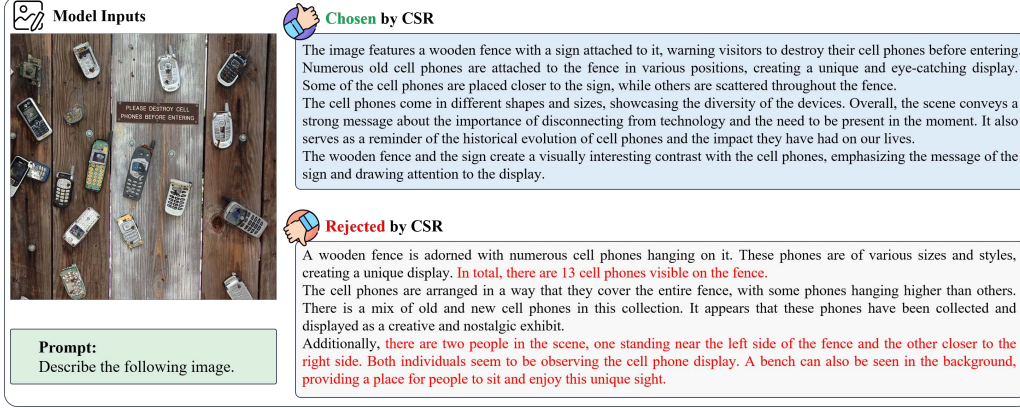 Model Inputs
PLEASE DESTROY CELL
PHONES BEFORE ENTERING
Prompt:
Describe the following image.
Chosen by CSR
The image features a wooden fence with a sign attached to it, warning visitors to destroy their cell phones before entering.
Numerous old cell phones are attached to the fence in various positions, creating a unique and eye-catching display.
Some of the cell phones are placed closer to the sign, while others are scattered throughout the fence.
The cell phones come in different shapes and sizes, showcasing the diversity of the devices. Overall, the scene conveys a
strong message about the importance of disconnecting from technology and the need to be present in the moment. It also
serves as a reminder of the historical evolution of cell phones and the impact they have had on our lives.
The wooden fence and the sign create a visually interesting contrast with the cell phones, emphasizing the message of the
sign and drawing attention to the display.
Rejected by CSR
A wooden fence is adorned with numerous cell phones hanging on it. These phones are of various sizes and styles,
creating a unique display. In total, there are 13 cell phones visible on the fence.
The cell phones are arranged in a way that they cover the entire fence, with some phones hanging higher than others.
There is a mix of old and new cell phones in this collection. It appears that these phones have been collected and
displayed as a creative and nostalgic exhibit.
Additionally, there are two people in the scene, one standing near the left side of the fence and the other closer to the
right side. Both individuals seem to be observing the cell phone display. A bench can also be seen in the background,
providing a place for people to sit and enjoy this unique sight.